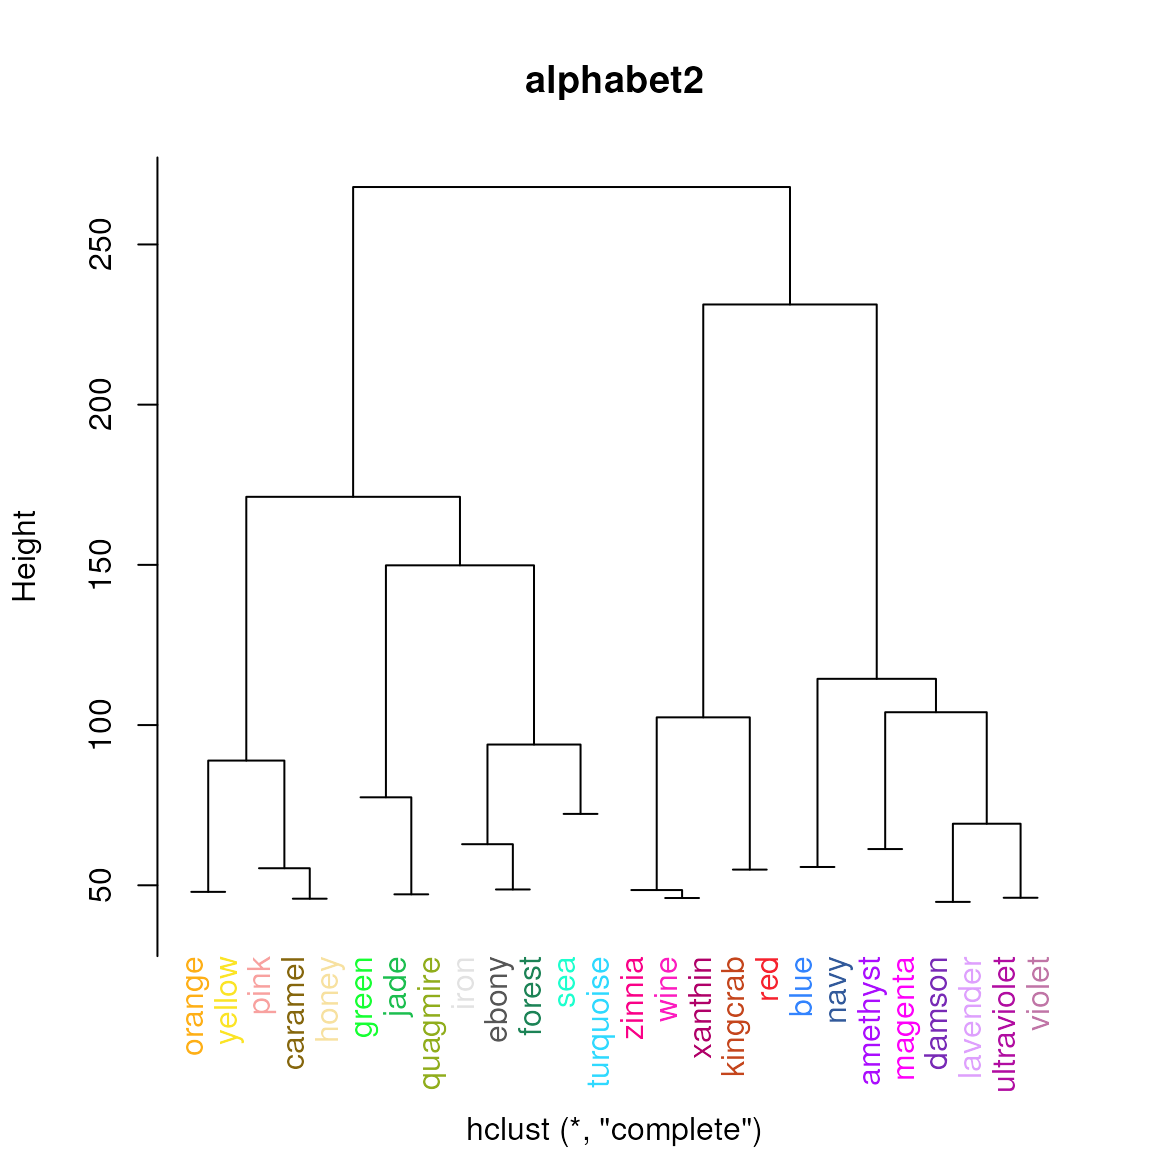 alphabet2
Height
250
200
150
100
50
orange
yellow
pink
caramel
honey
green
jade
quagmire
iron
ebony
forest
sea
turquoise
zinnia
wine
xanthin
kingcrab
red
blue
navy
amethyst
magenta
damson
lavender
ultraviolet
violet
hclust (*, "complete")